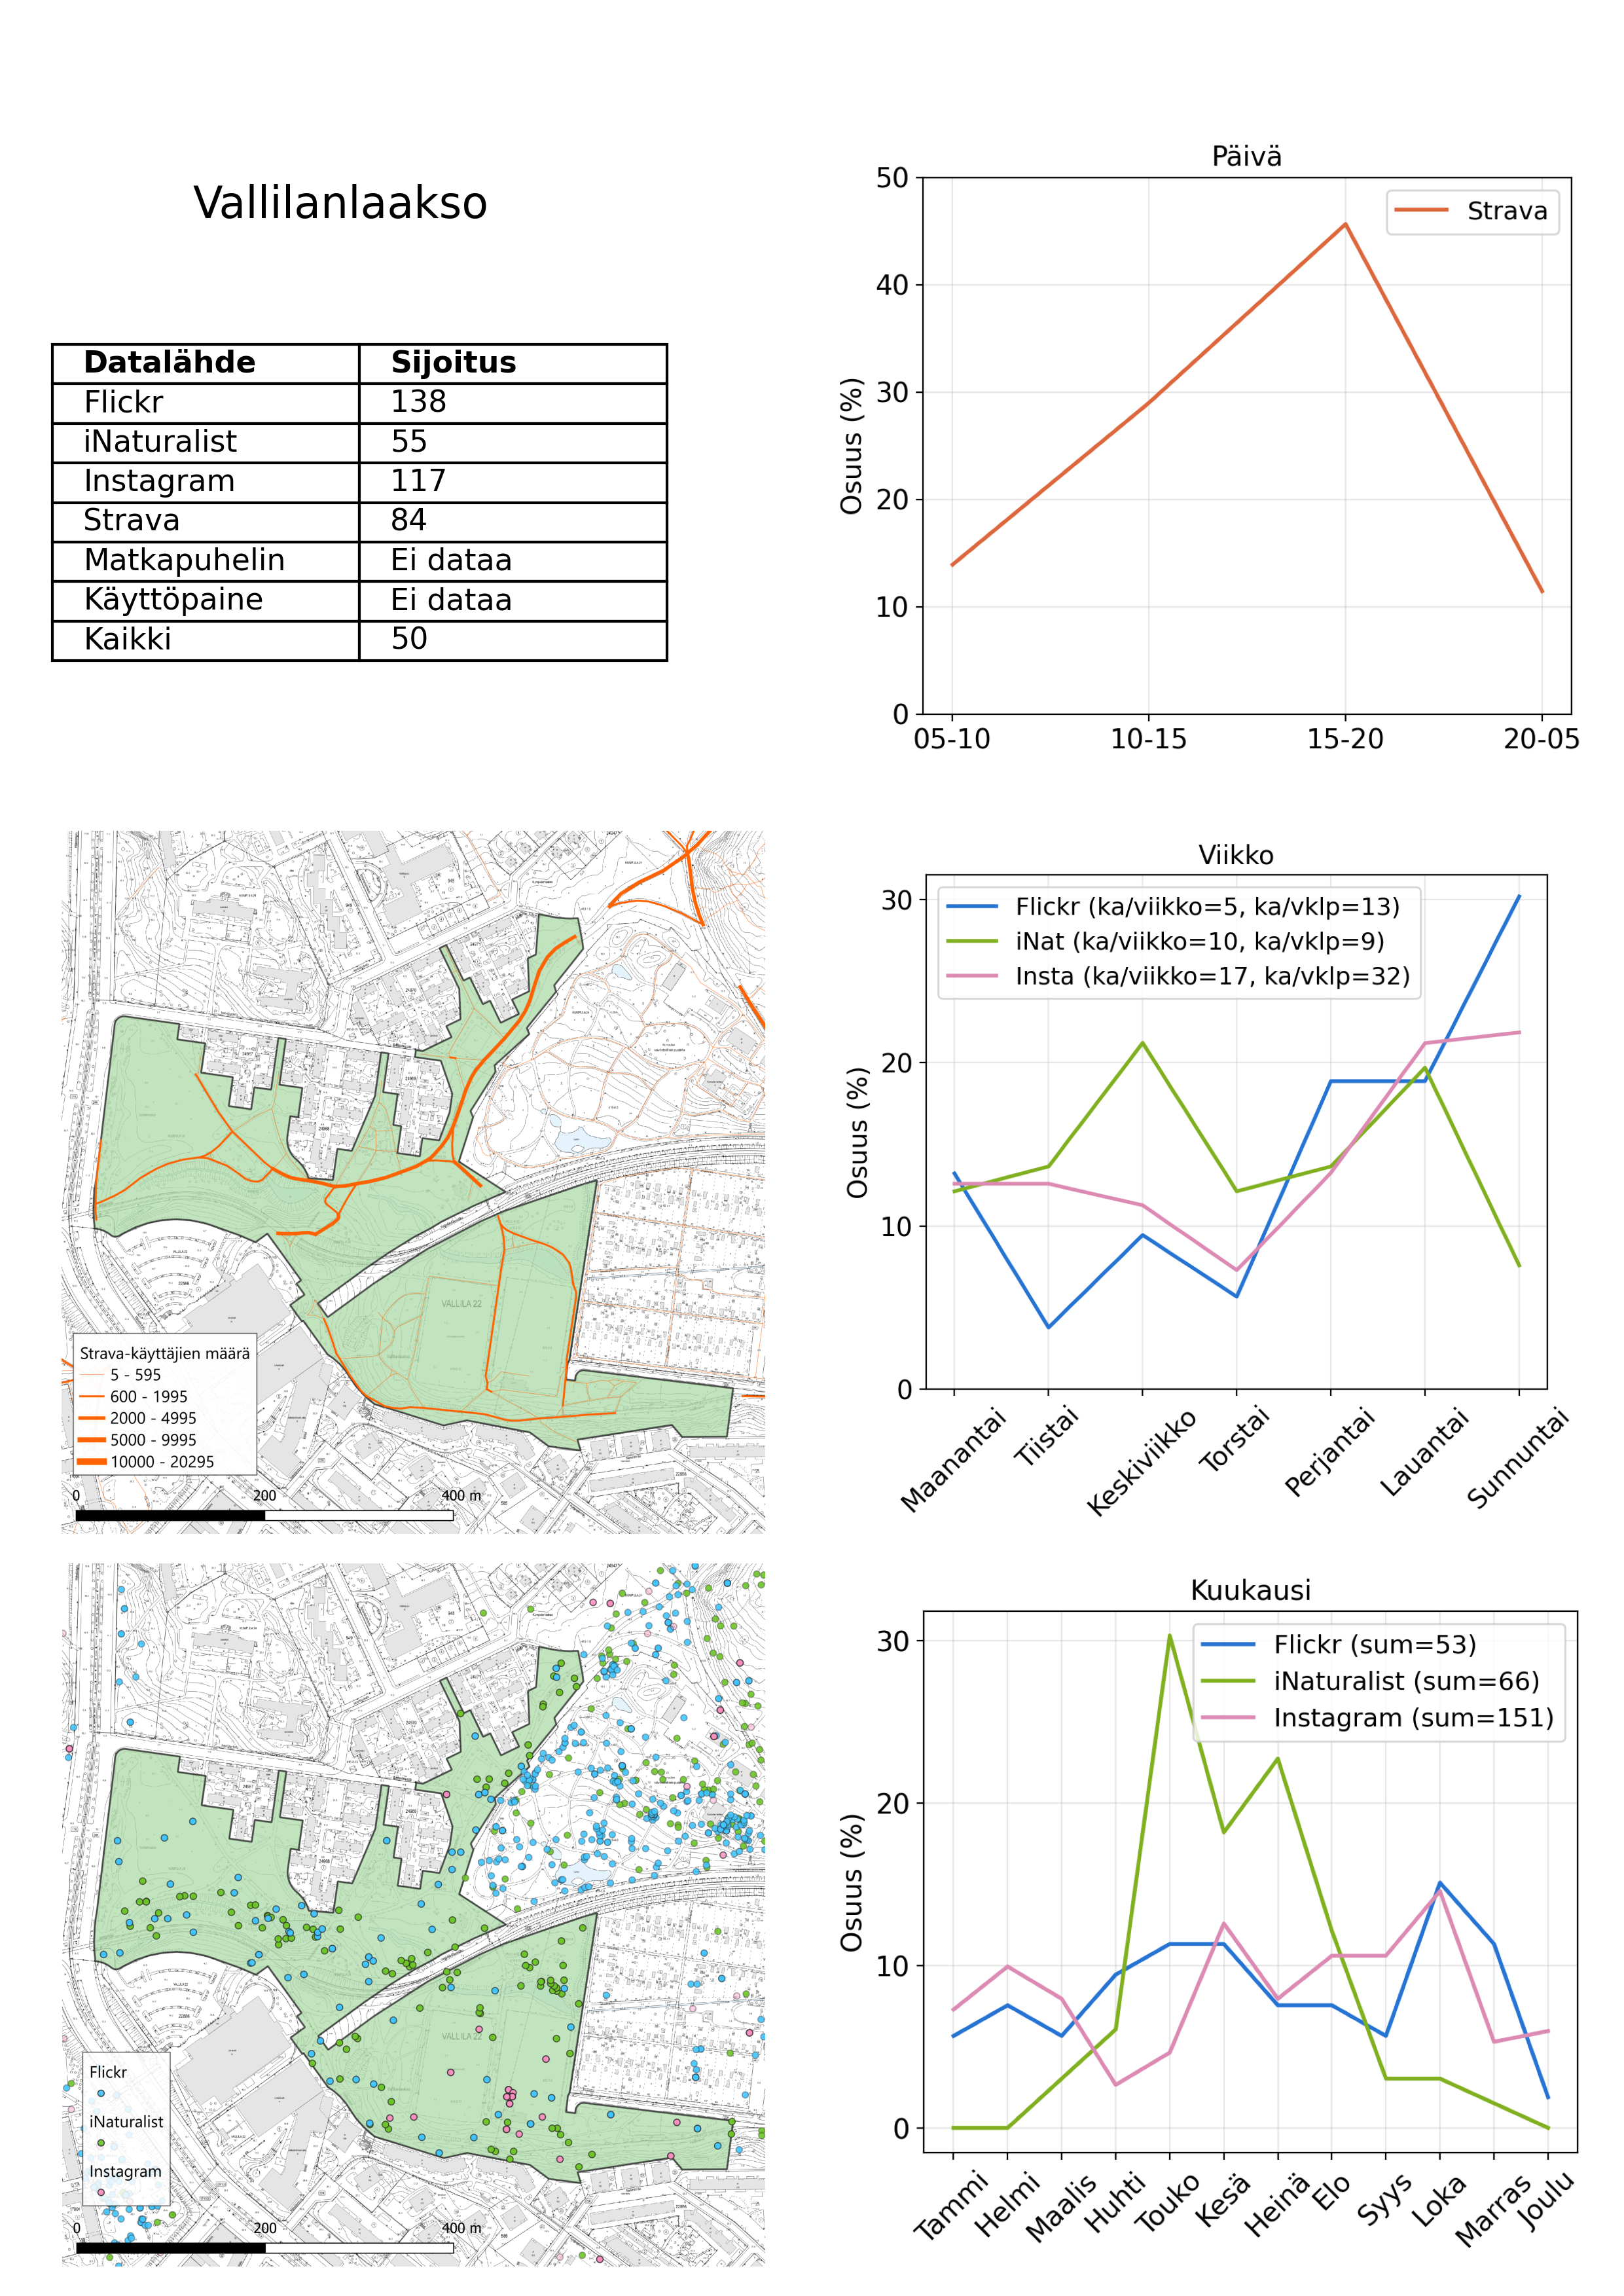 Vallilanlaakso
Datalähde Sijoitus
Flickr 138
iNaturalist 55
Instagram 117
Strava 84
Matkapuhelin Ei dataa
Käyttöpaine Ei dataa
Kaikki 50
Päivä
Strava
Osuus (%)
50
40
30
20
10
0
05-10 10-15 15-20 20-05
VALLILA 22
Strava-käyttäjien määrä
5 - 595
600 - 1995
2000 - 4995
5000 - 9995
10000 - 20295
0 200 400 m
Viikko
Flickr (ka/viikko=5, ka/vklp=13)
iNat (ka/viikko=10, ka/vklp=9)
Insta (ka/viikko=17, ka/vklp=32)
Osuus (%)
30
20
10
0
Maanantai Tiistai Keskiviikko Torstai Perjantai Lauantai Sunnuntai
VALLILA 22
Flickr
iNaturalist
Instagram
0 200 400 m
Kuukausi
Flickr (sum=53)
iNaturalist (sum=66)
Instagram (sum=151)
Osuus (%)
30
20
10
0
Tammi Helmi Maalis Huhti Touko Kesä Heinä Elo Syys Loka Marras Joulu